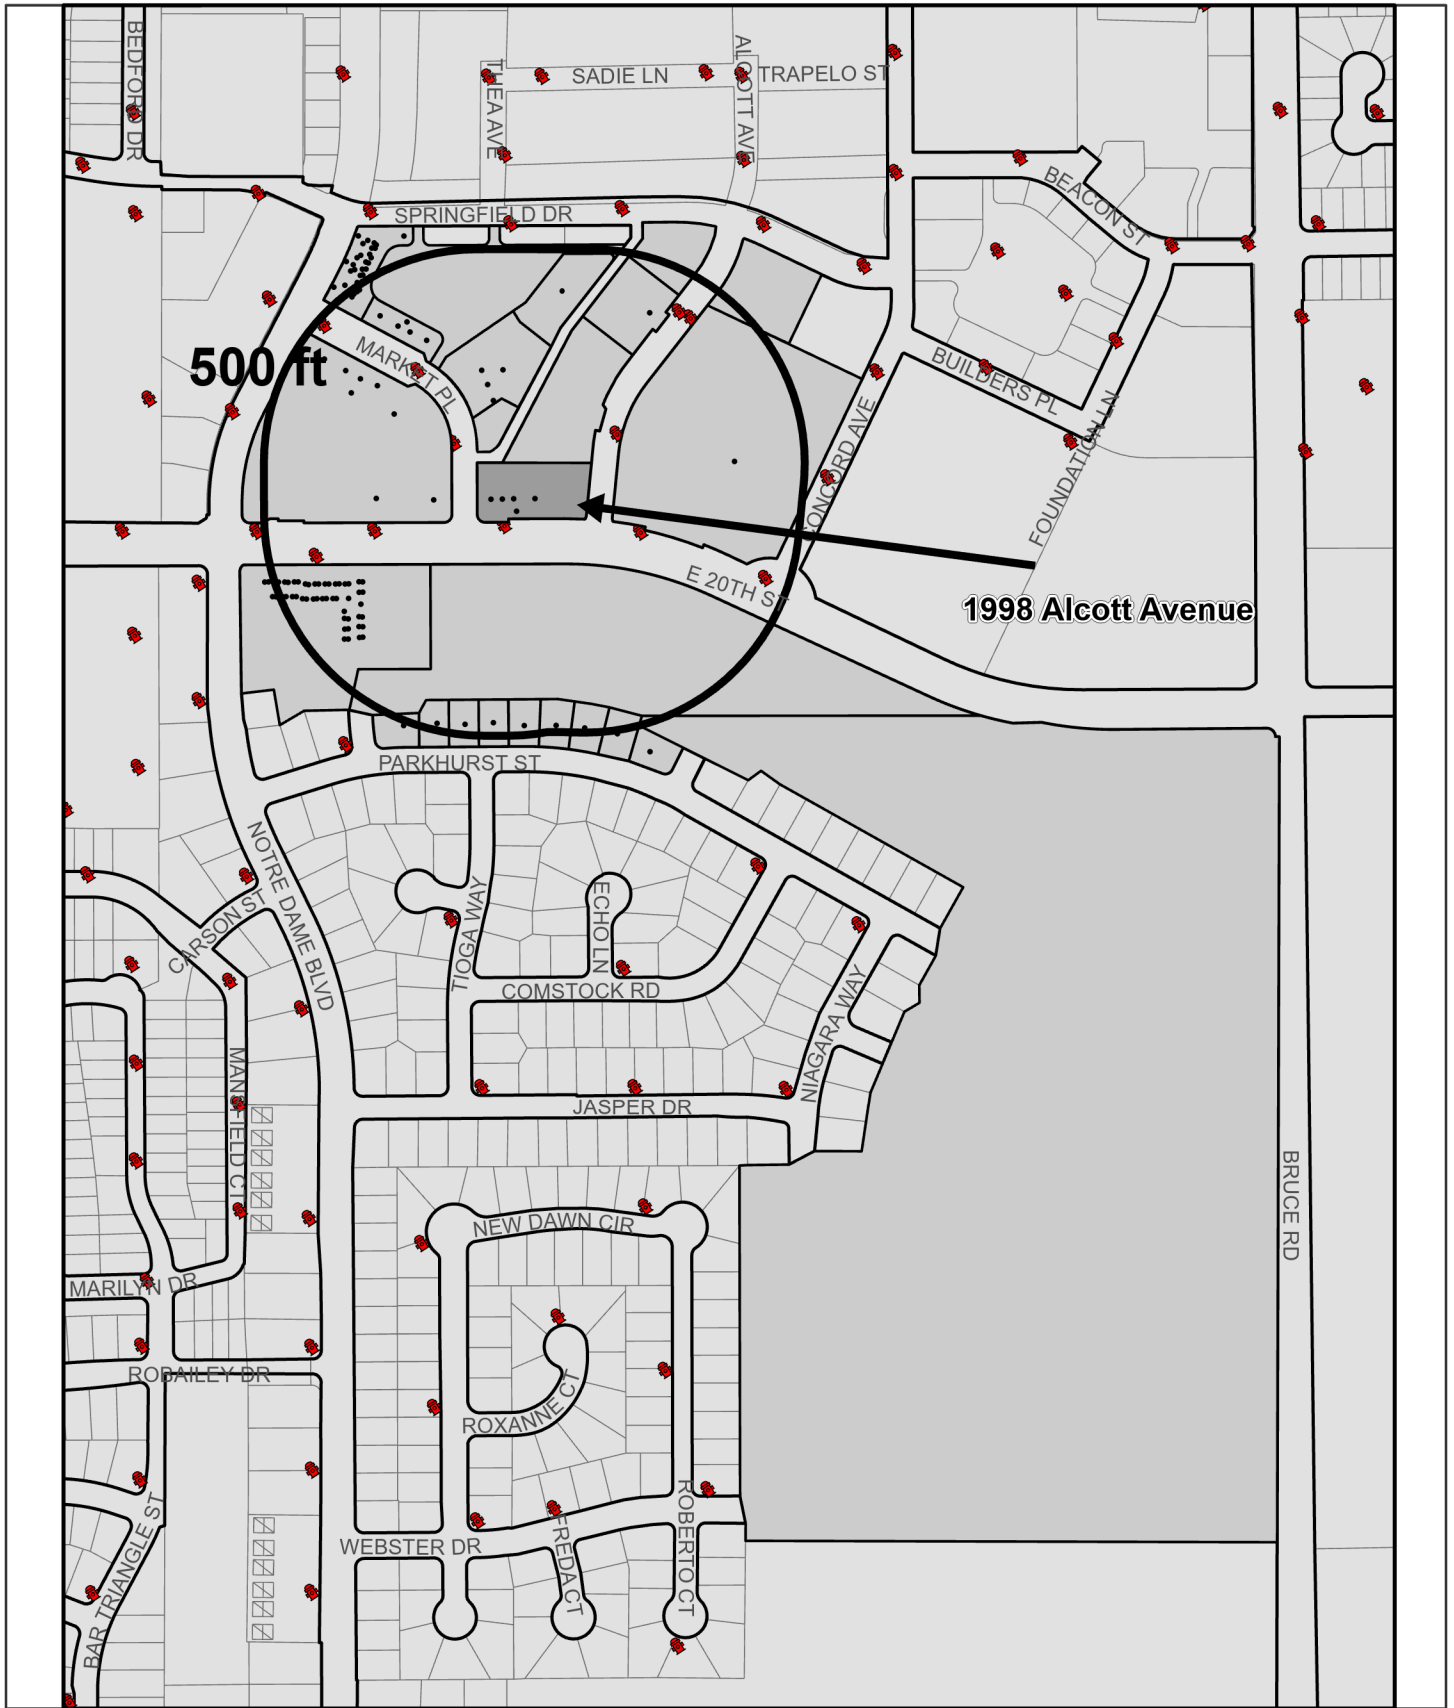 BEDFORD DR
THEA AVE
SADIE LN
ALCOTT AVE
TRAPELO ST
BEACON ST
SPRINGFIELD DR
500 ft
MARKET PL
BUILDERS PL
CONCORD AVE
FOUNDATION LN
E 20TH ST
1998 Alcott Avenue
PARKHURST ST
NOTRE DAME BLVD
CARSON ST
TIOGA WAY
ECHO LN
COMSTOCK RD
NIAGARA WAY
MANSFIELD CT
JASPER DR
BRUCE RD
NEW DAWN CIR
MARILYN DR
ROBAILEY DR
ROXANNE CT
BAR TRIANGLE ST
WEBSTER DR
FREDA CT
ROBERTO CT